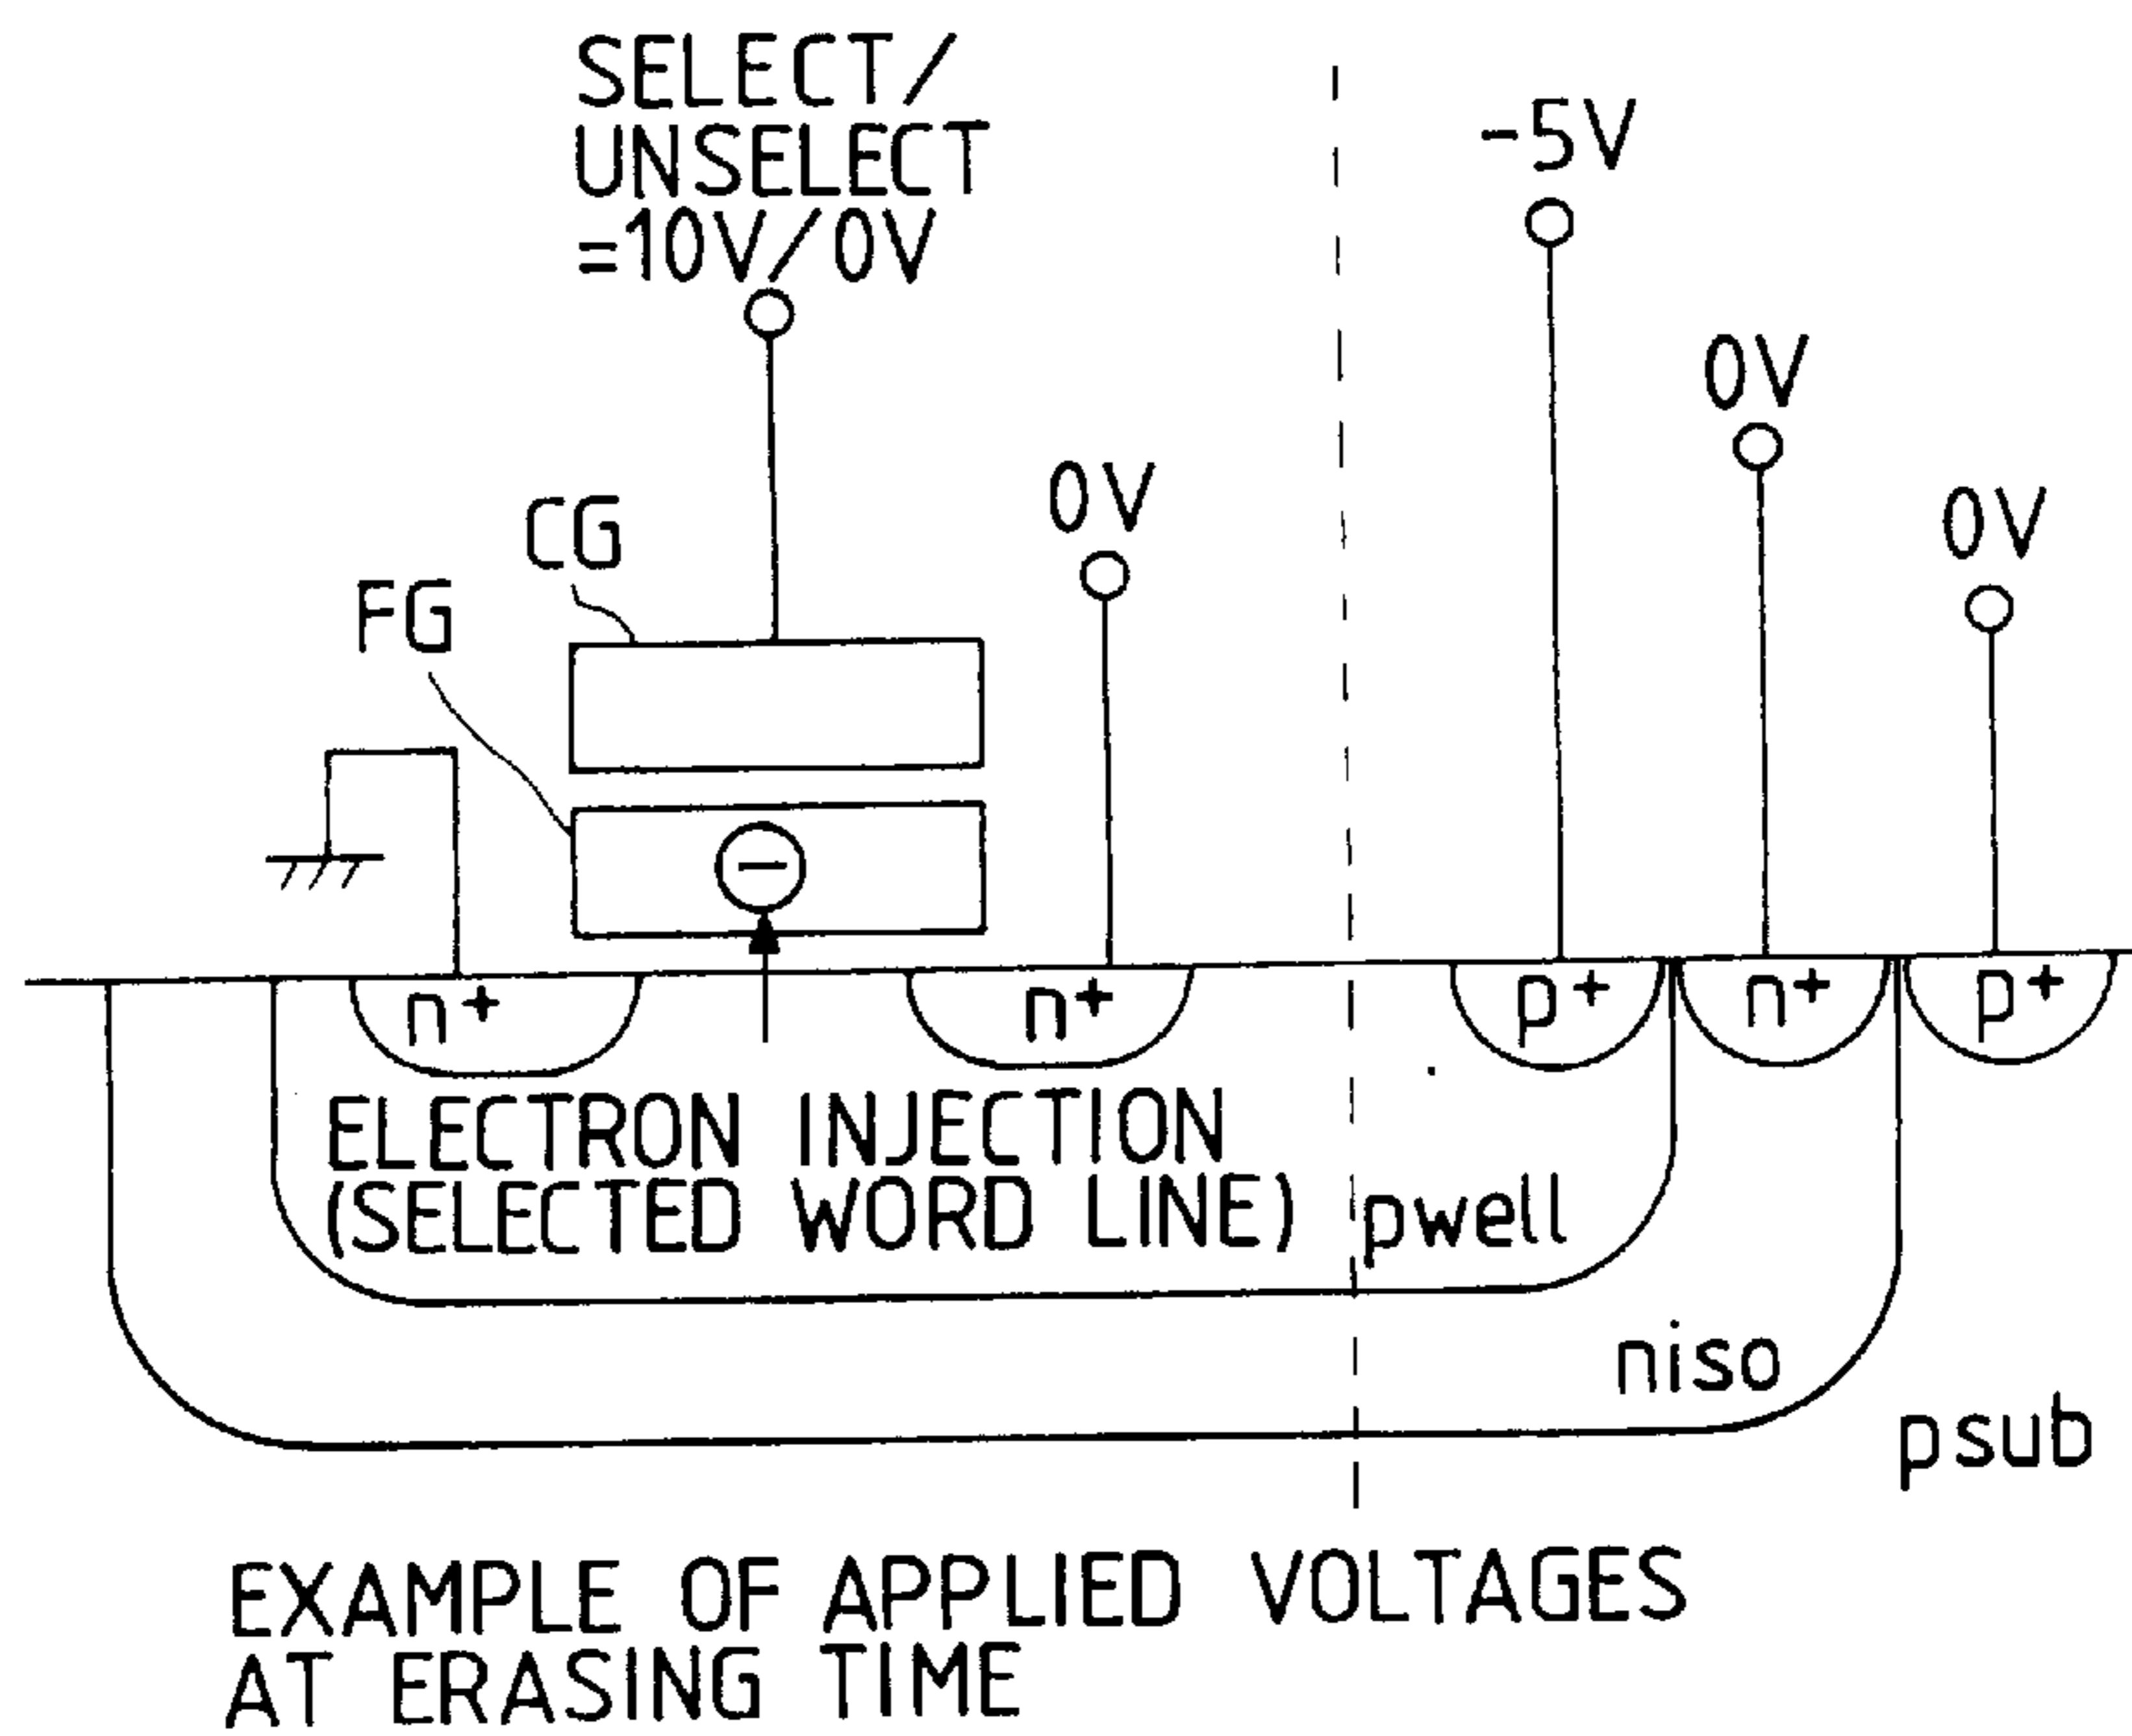 SELECT/
UNSELECT
=10V/0V
-5V
0V
0V
0V
CG
FG
n+
n+
p+
n+
p+
ELECTRON INJECTION
(SELECTED WORD LINE)
pwell
niso
psub
EXAMPLE OF APPLIED VOLTAGES
AT ERASING TIME